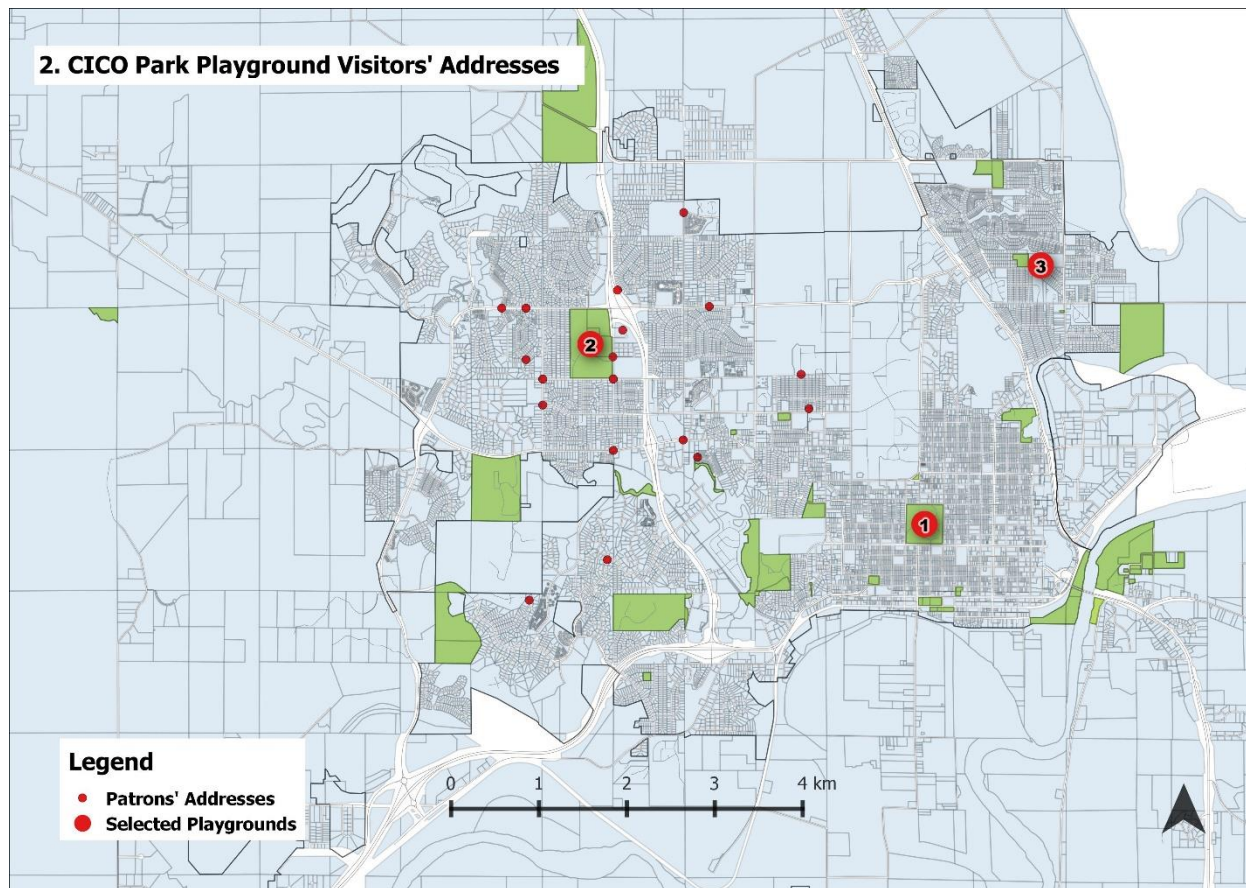 2. CICO Park Playground Visitors' Addresses
3
2
1
1
Legend
Patrons' Addresses
Selected Playgrounds
0 1 2 3 4 km